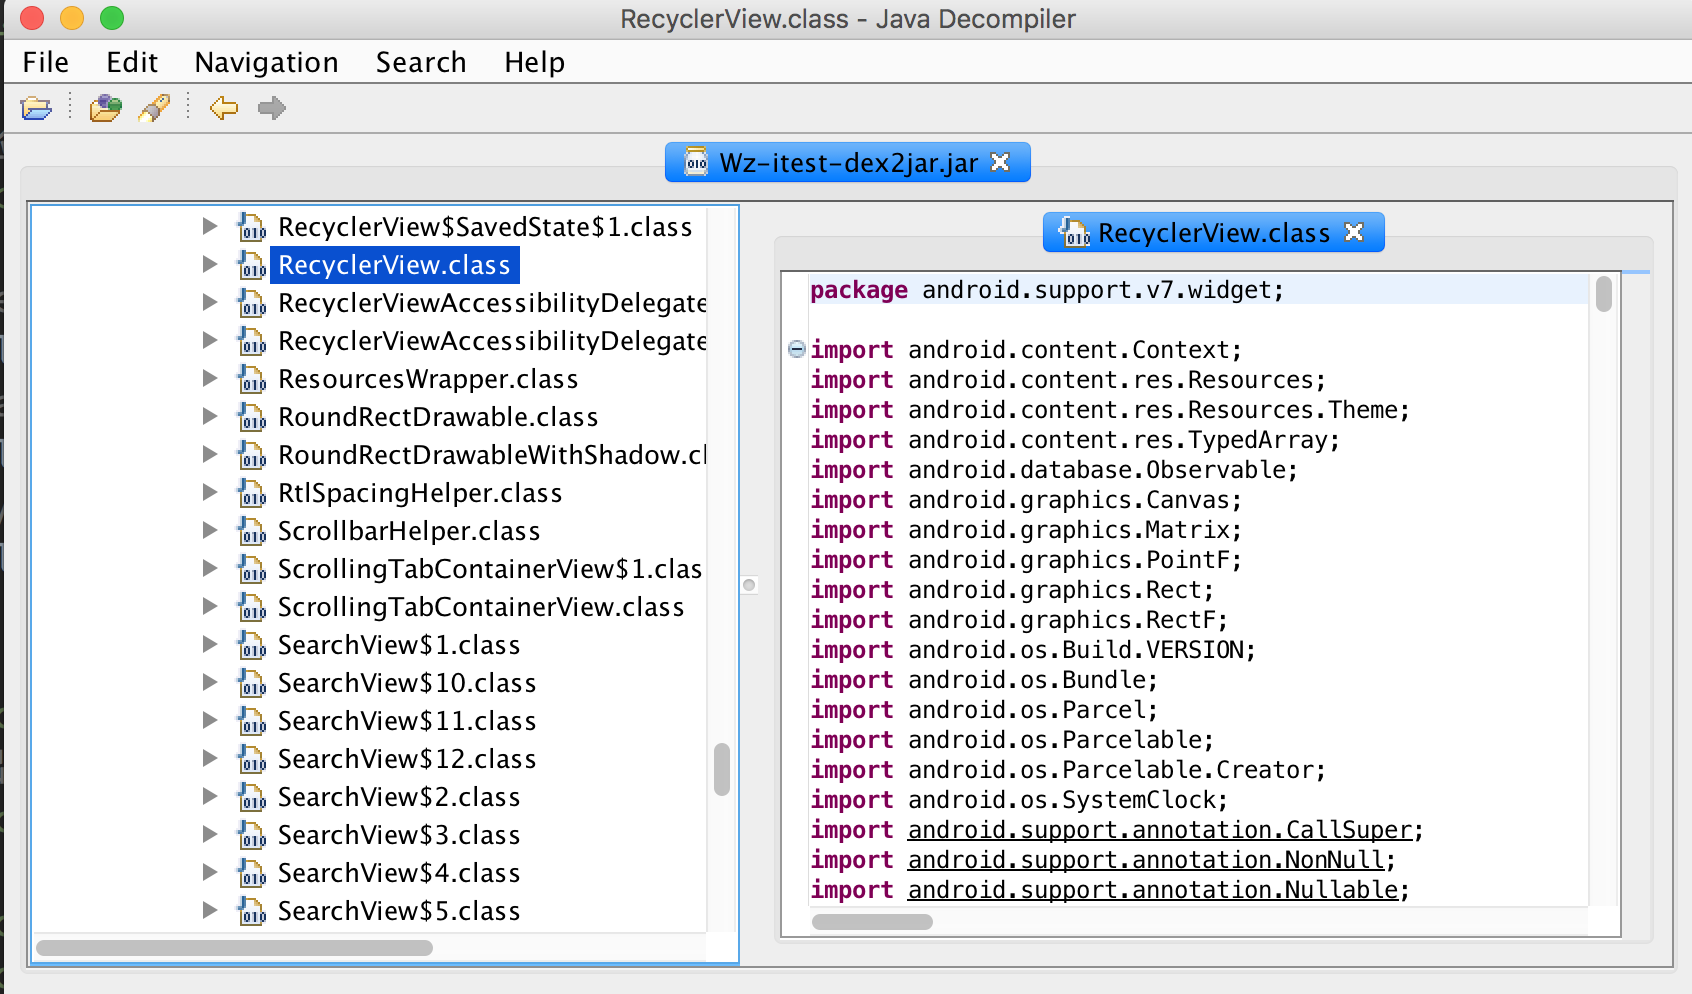 RecyclerView.class - Java Decompiler
File Edit Navigation Search Help
Wz-itest-dex2jar.jar
RecyclerView$SavedState$1.class
RecyclerView.class
RecyclerViewAccessibilityDelegate
RecyclerViewAccessibilityDelegate
ResourcesWrapper.class
RoundRectDrawable.class
RoundRectDrawableWithShadow.cl
RtlSpacingHelper.class
ScrollbarHelper.class
ScrollingTabContainerView$1.clas
ScrollingTabContainerView.class
SearchView$1.class
SearchView$10.class
SearchView$11.class
SearchView$12.class
SearchView$2.class
SearchView$3.class
SearchView$4.class
SearchView$5.class
RecyclerView.class
package android.support.v7.widget;
import android.content.Context;
import android.content.res.Resources;
import android.content.res.Resources.Theme;
import android.content.res.TypedArray;
import android.database.Observable;
import android.graphics.Canvas;
import android.graphics.Matrix;
import android.graphics.PointF;
import android.graphics.Rect;
import android.graphics.RectF;
import android.os.Build.VERSION;
import android.os.Bundle;
import android.os.Parcel;
import android.os.Parcelable;
import android.os.Parcelable.Creator;
import android.os.SystemClock;
import android.support.annotation.CallSuper;
import android.support.annotation.NonNull;
import android.support.annotation.Nullable;